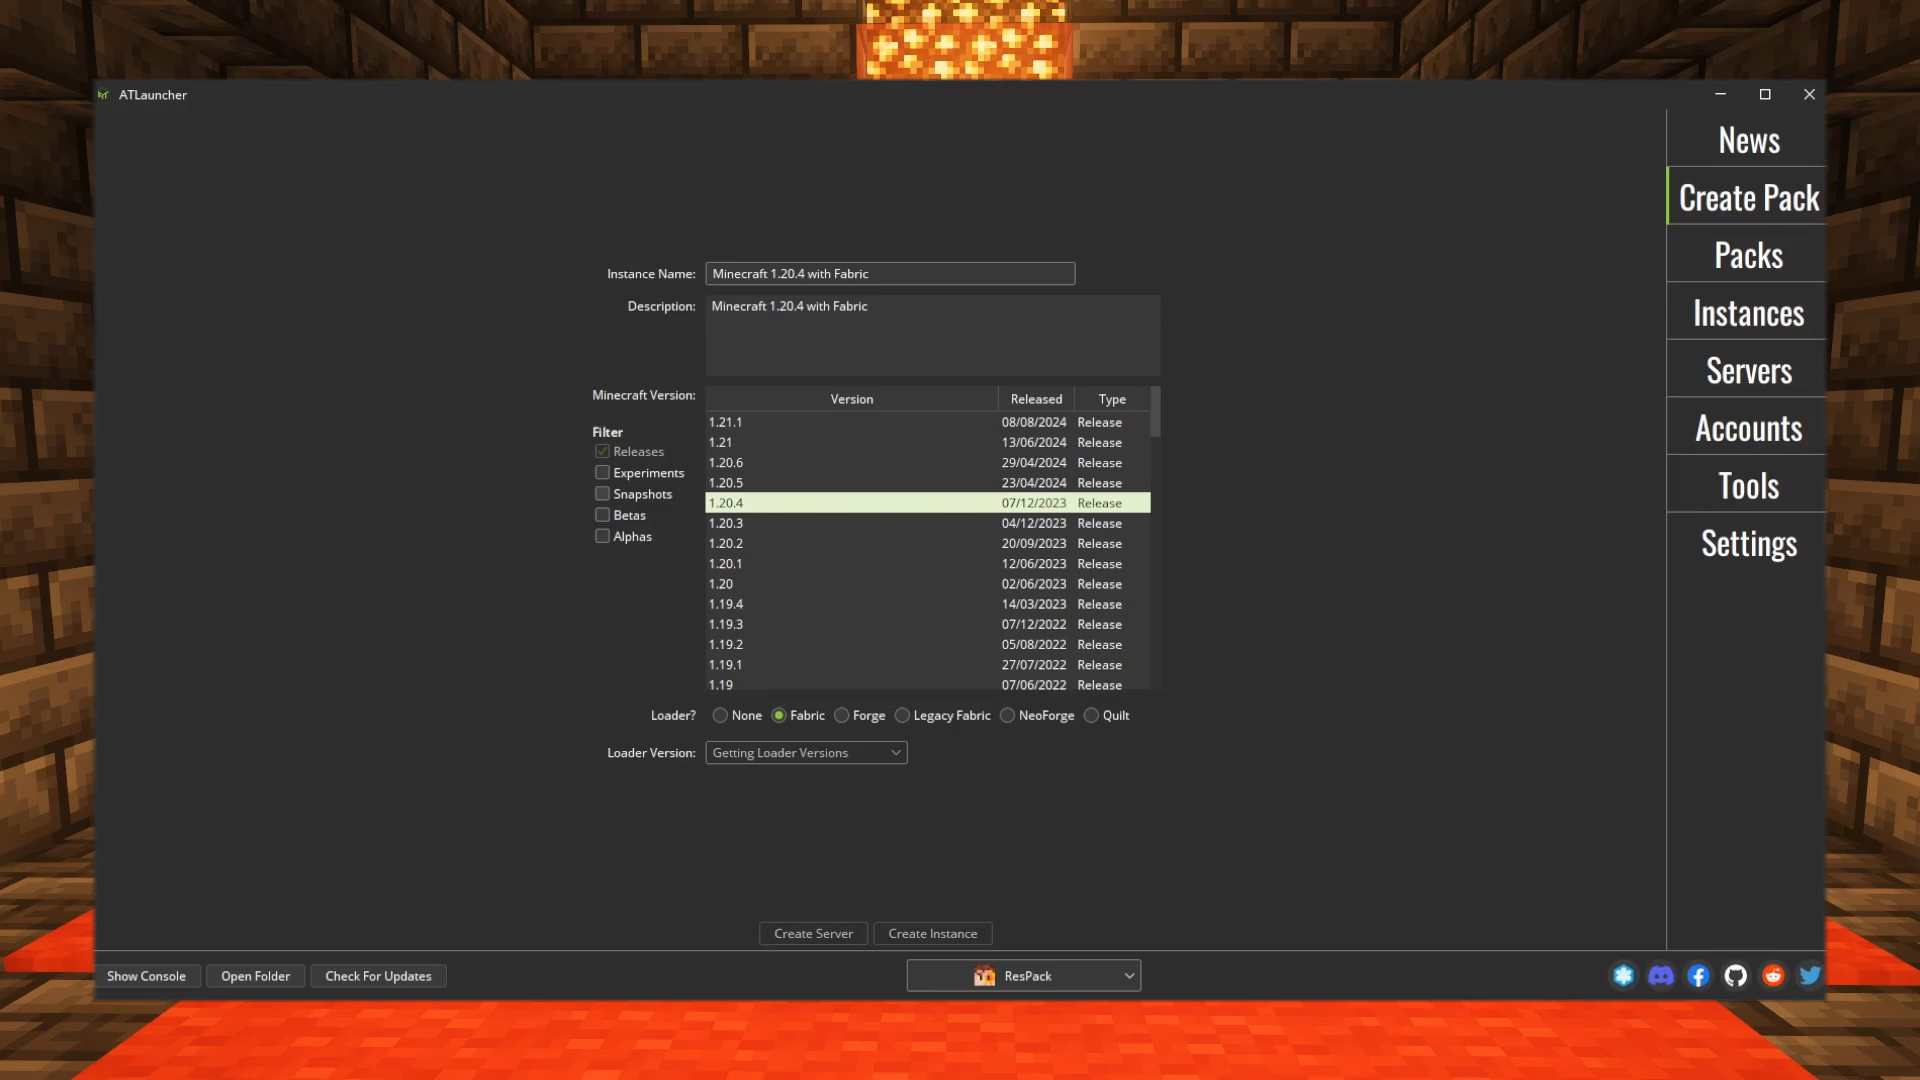 ATLauncher
News
Create Pack
Packs
Instances
Servers
Accounts
Tools
Settings
Instance Name: Minecraft 1.20.4 with Fabric
Description: Minecraft 1.20.4 with Fabric
Minecraft Version:
Filter
Releases
Experiments
Snapshots
Betas
Alphas
Version Released Type
1.21.1 08/08/2024 Release
1.21 13/06/2024 Release
1.20.6 29/04/2024 Release
1.20.5 23/04/2024 Release
1.20.4 07/12/2023 Release
1.20.3 04/12/2023 Release
1.20.2 20/09/2023 Release
1.20.1 12/06/2023 Release
1.20 02/06/2023 Release
1.19.4 14/03/2023 Release
1.19.3 07/12/2022 Release
1.19.2 05/08/2022 Release
1.19.1 27/07/2022 Release
1.19 07/06/2022 Release
Loader? None Fabric Forge Legacy Fabric NeoForge Quilt
Loader Version: Getting Loader Versions
Create Server Create Instance
Show Console Open Folder Check For Updates ResPack